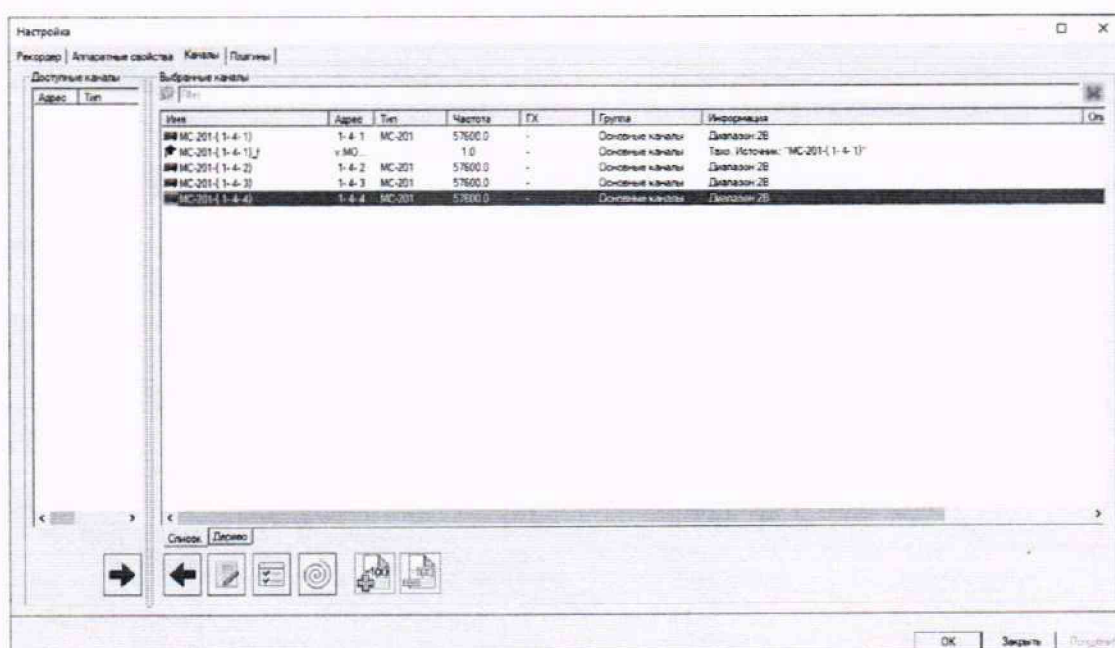 Настройка
Рекордер Аппаратные свойства Каналы Плагины
Доступные каналы Выбранные каналы
Адрес Тип
Filter
Имя Адрес Тип Частота ГХ Группа Информация
MC-201-( 1- 4- 1) 1- 4- 1 MC-201 57600.0 - Основные каналы Диапазон:2В
MC-201-( 1- 4- 1)_f v:MO... 1.0 - Основные каналы Тахо. Источник: "MC-201-( 1- 4- 1)"
MC-201-( 1- 4- 2) 1- 4- 2 MC-201 57600.0 - Основные каналы Диапазон:2В
MC-201-( 1- 4- 3) 1- 4- 3 MC-201 57600.0 - Основные каналы Диапазон:2В
MC-201-( 1- 4- 4) 1- 4- 4 MC-201 57600.0 - Основные каналы Диапазон:2В
Список Дерево
OK Закрыть